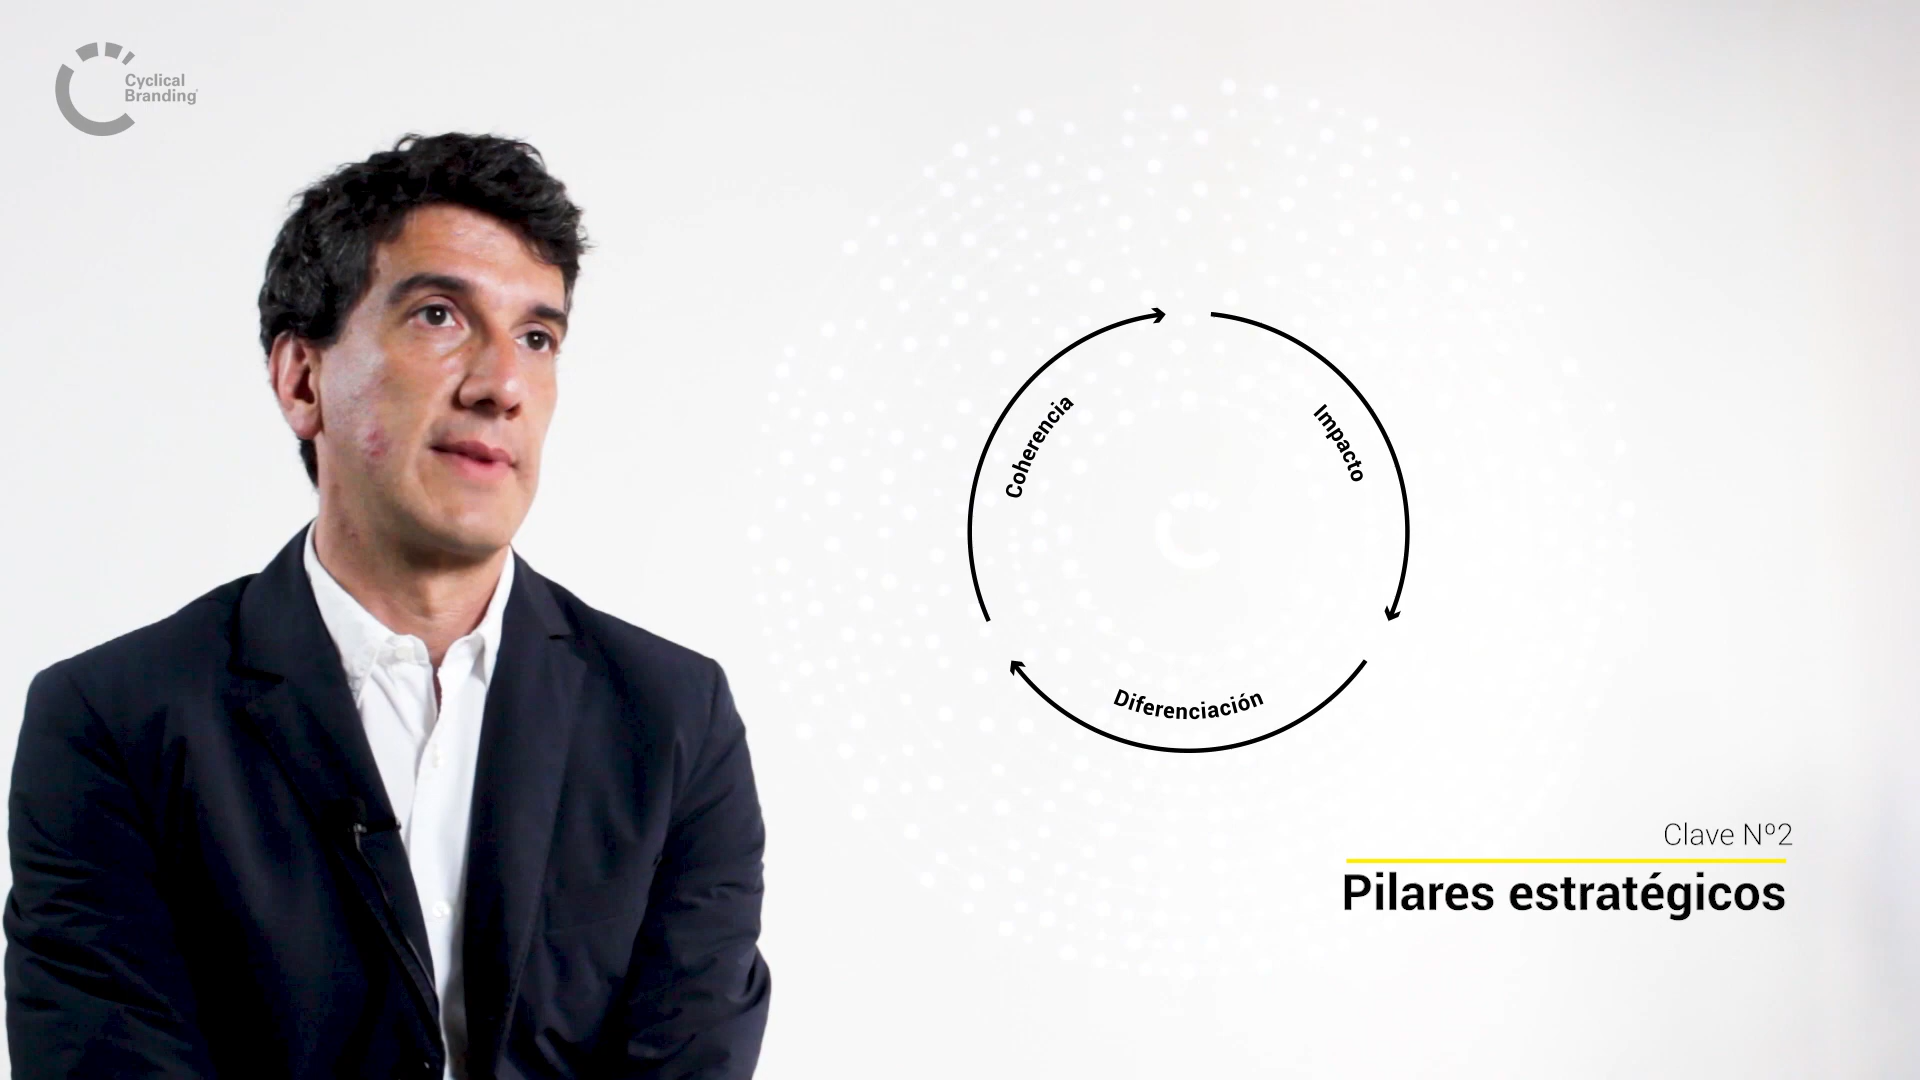 Cyclical
Branding
Coherencia
Impacto
Diferenciación
Clave Nº2
Pilares estratégicos